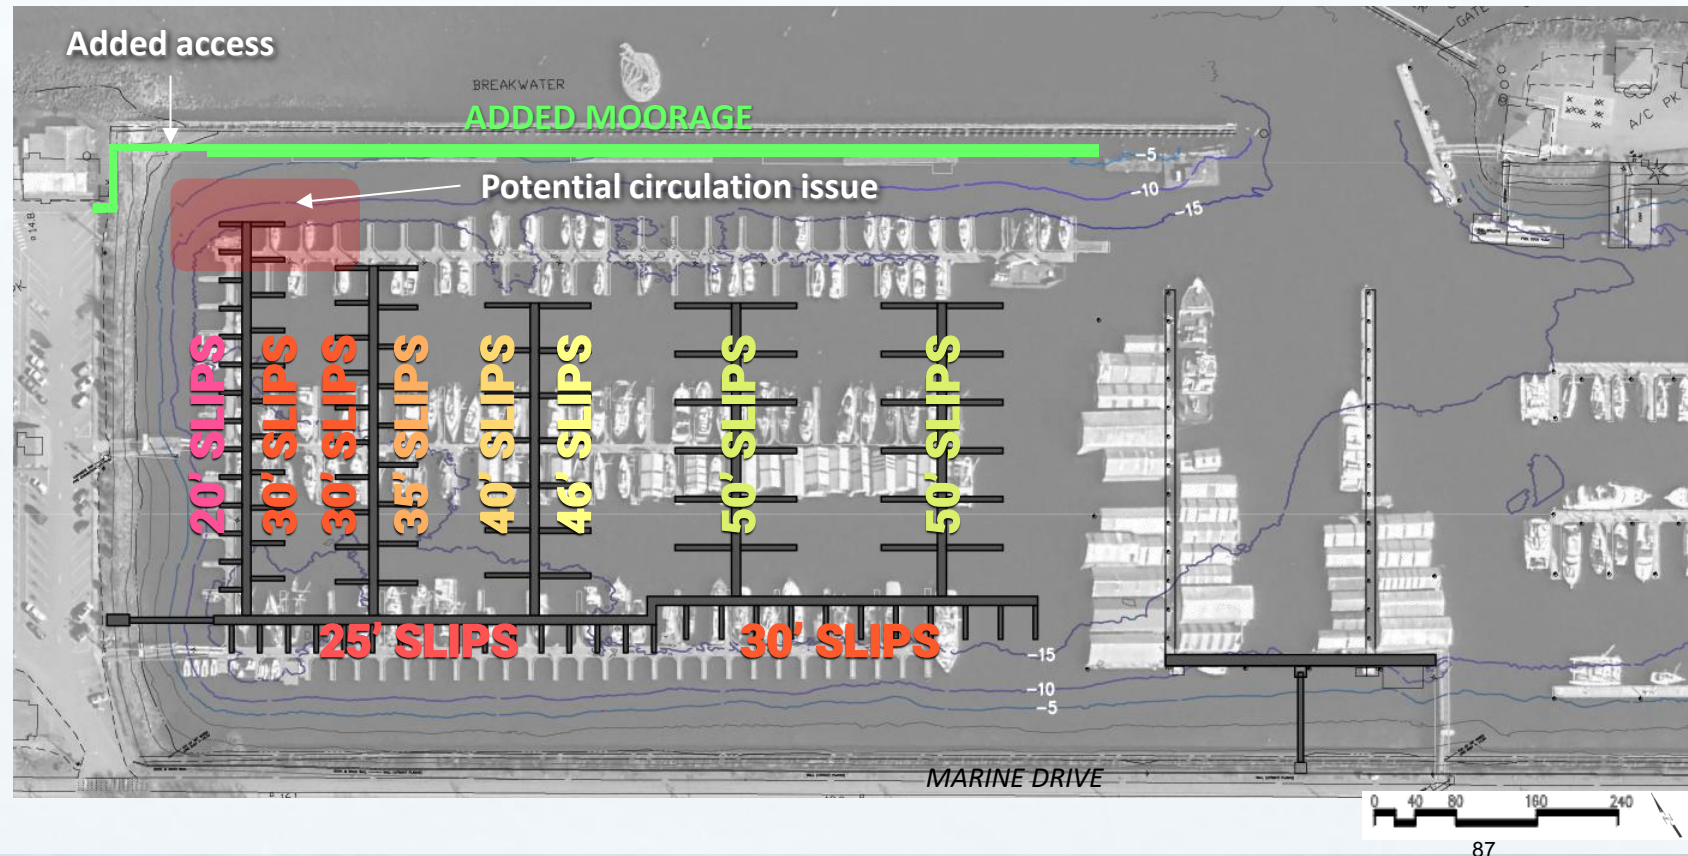 Added access
BREAKWATER
ADDED MOORAGE
GATE
A/C PK
-5
-10
-15
Potential circulation issue
20' SLIPS
30' SLIPS
30' SLIPS
35' SLIPS
40' SLIPS
46' SLIPS
50' SLIPS
50' SLIPS
25' SLIPS
30' SLIPS
-15
-10
-5
MARINE DRIVE
0 40 80 160 240
87